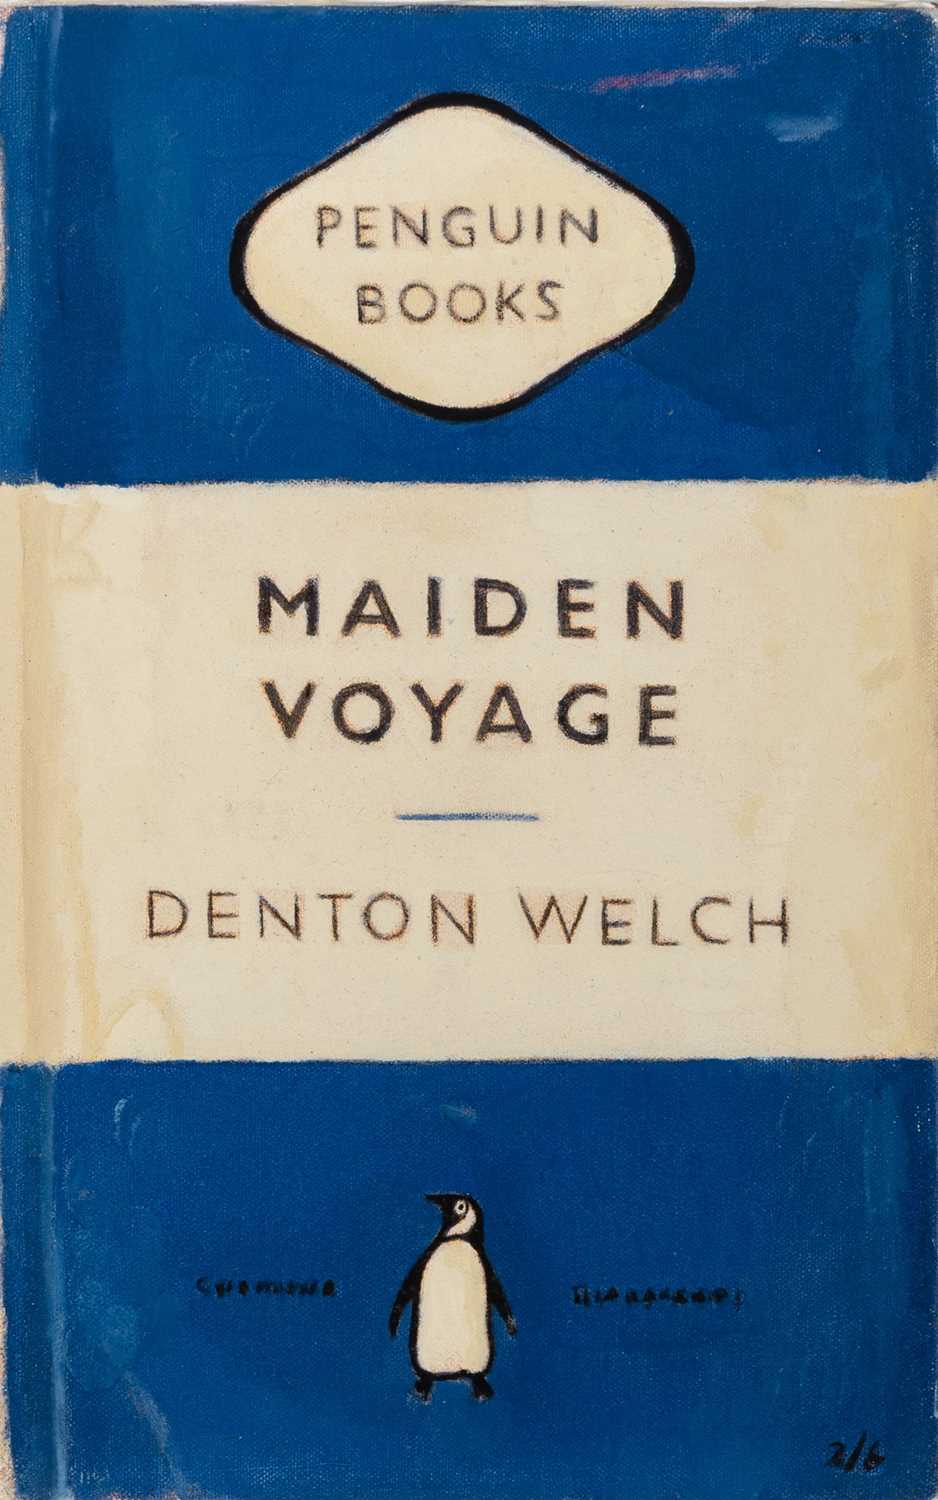 PENGUIN
BOOKS
MAIDEN
VOYAGE
DENTON WELCH
2/6